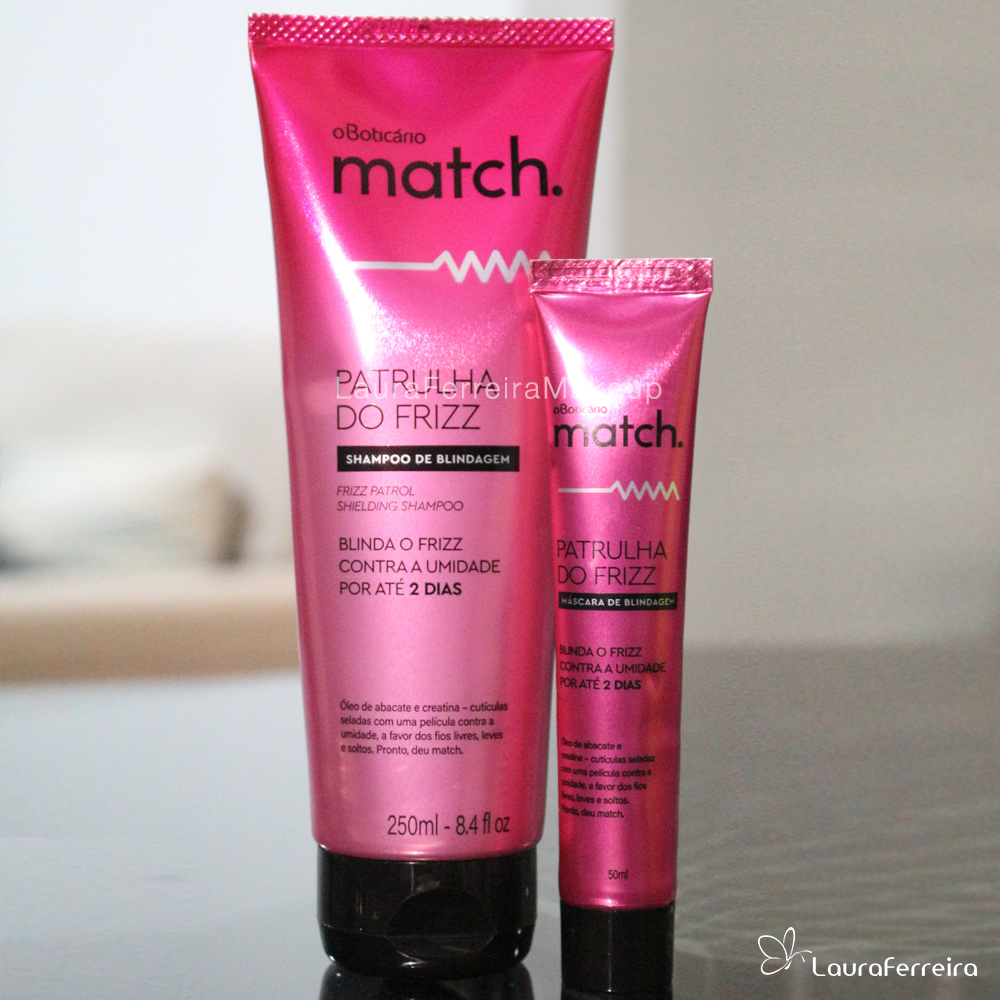 oBoticário
match.
PATRULHA
DO FRIZZ
SHAMPOO DE BLINDAGEM
FRIZZ PATROL
SHIELDING SHAMPOO
BLINDA O FRIZZ
CONTRA A UMIDADE
POR ATÉ 2 DIAS
Óleo de abacate e creatina – cutículas
seladas com uma película contra a
umidade, a favor dos fios livres, leves
e soltos. Pronto, deu match.
250ml - 8.4 fl oz
LauraFerreiraMakeup
oBoticário
match.
PATRULHA
DO FRIZZ
MÁSCARA DE BLINDAGEM
BLINDA O FRIZZ
CONTRA A UMIDADE
POR ATÉ 2 DIAS
Óleo de abacate e
creatina – cutículas seladas
com uma película contra a
umidade, a favor dos fios
livres, leves e soltos.
Pronto, deu match.
50ml
LauraFerreira